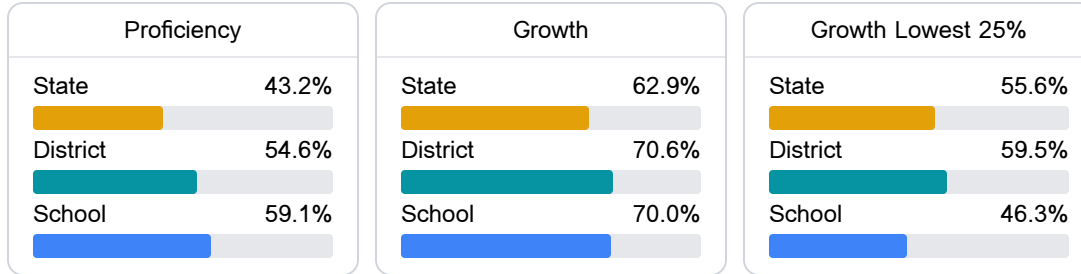 Proficiency
State 43.2%
District 54.6%
School 59.1%
Growth
State 62.9%
District 70.6%
School 70.0%
Growth Lowest 25%
State 55.6%
District 59.5%
School 46.3%